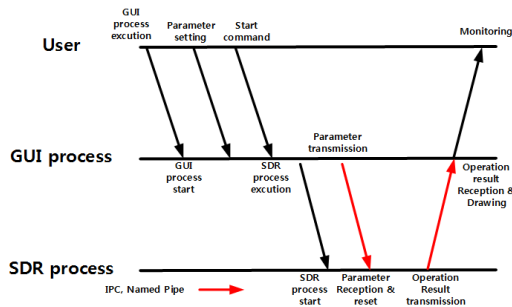 GUI
process
excution
Parameter
setting
Start
command
Monitoring
User
Parameter
transmission
GUI process
GUI
process
start
SDR
process
excution
Operation
result
Reception &
Drawing
SDR process
IPC, Named Pipe
SDR
process
start
Parameter
Reception &
reset
Operation
Result
transmission